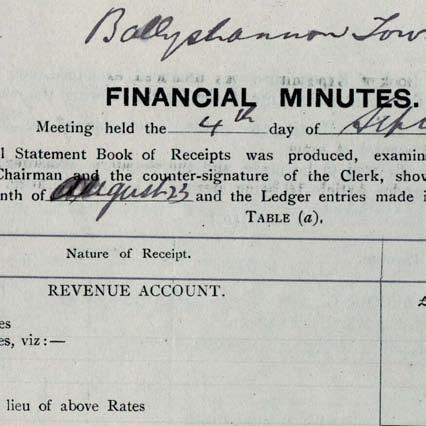 Ballyshannon Tow
FINANCIAL MINUTES.
Meeting held the 4th day of Septe
l Statement Book of Receipts was produced, examin
Chairman and the counter-signature of the Clerk, show
nth of August 23 and the Ledger entries made i
TABLE (a).
Nature of Receipt.
REVENUE ACCOUNT.
£
es
es, viz:—
lieu of above Rates